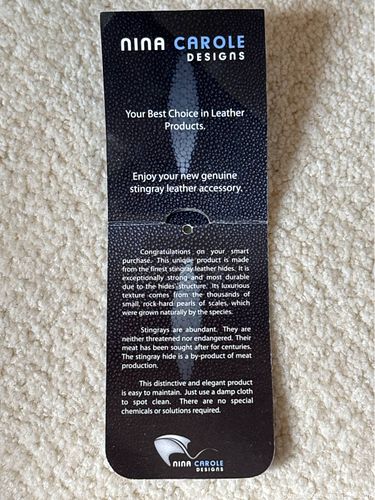 NINA CAROLE
DESIGNS
Your Best Choice in Leather
Products.
Enjoy your new genuine
stingray leather accessory.
Congratulations on your smart
purchase. This unique product is made
from the finest stingray leather hides. It is
exceptionally strong and most durable
due to the hides' structure. Its luxurious
texture comes from the thousands of
small, rock-hard pearls of scales, which
were grown naturally by the species.
Stingrays are abundant. They are
neither threatened nor endangered. Their
meat has been sought after for centuries.
The stingray hide is a by-product of meat
production.
This distinctive and elegant product
is easy to maintain. Just use a damp cloth
to spot clean. There are no special
chemicals or solutions required.
NINA CAROLE
DESIGNS